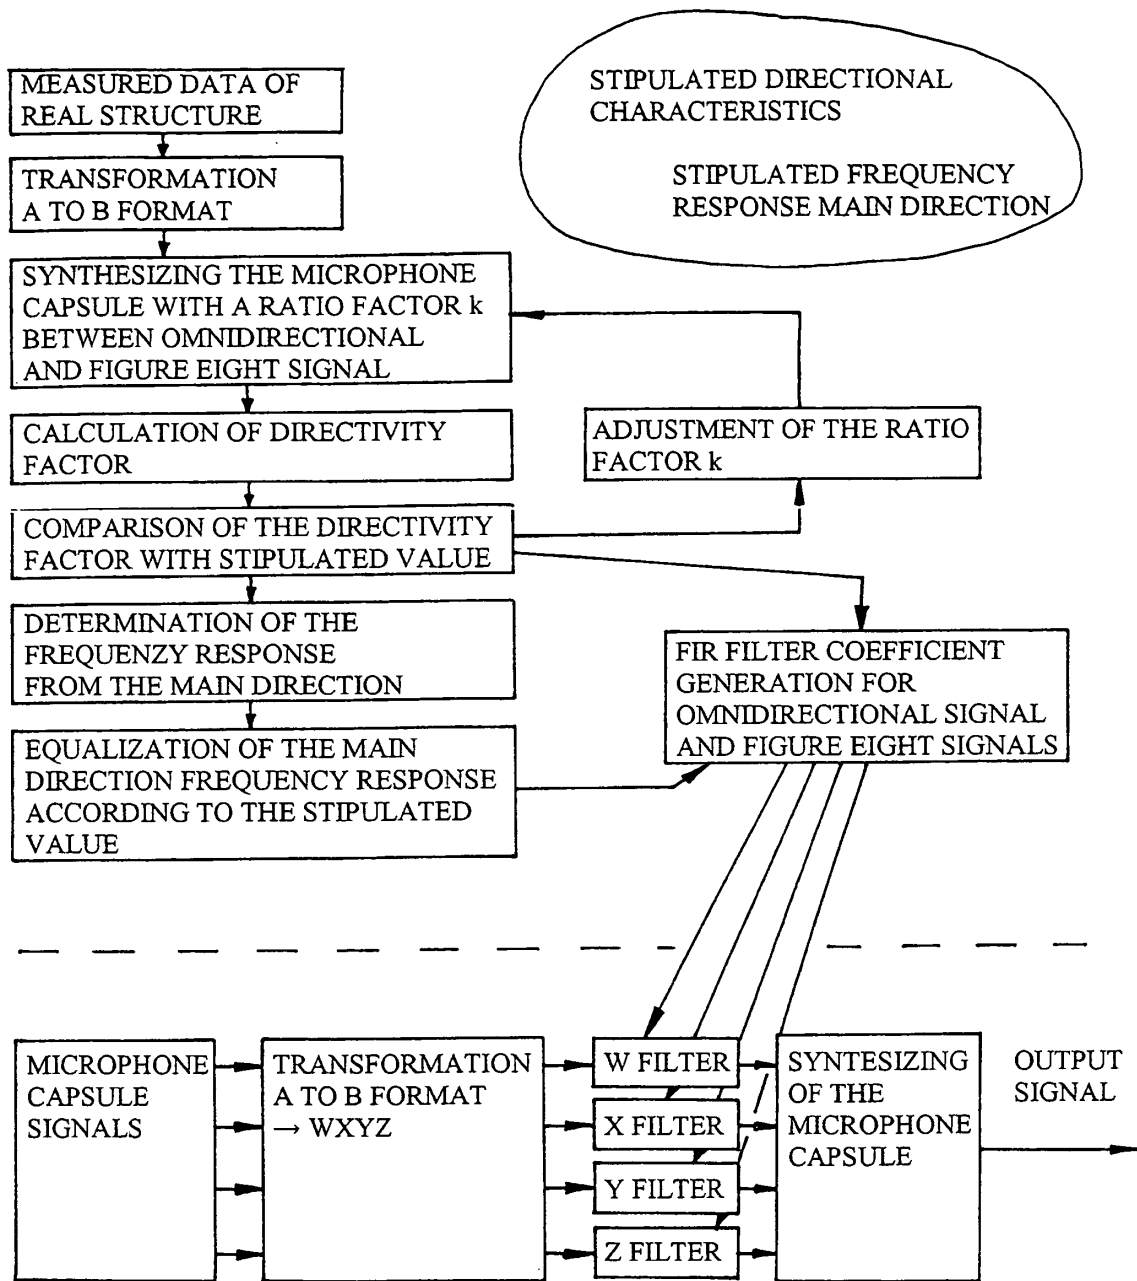 MEASURED DATA OF
REAL STRUCTURE
TRANSFORMATION
A TO B FORMAT
SYNTHESIZING THE MICROPHONE
CAPSULE WITH A RATIO FACTOR k
BETWEEN OMNIDIRECTIONAL
AND FIGURE EIGHT SIGNAL
CALCULATION OF DIRECTIVITY
FACTOR
COMPARISON OF THE DIRECTIVITY
FACTOR WITH STIPULATED VALUE
DETERMINATION OF THE
FREQUENZY RESPONSE
FROM THE MAIN DIRECTION
EQUALIZATION OF THE MAIN
DIRECTION FREQUENCY RESPONSE
ACCORDING TO THE STIPULATED
VALUE
STIPULATED DIRECTIONAL
CHARACTERISTICS
STIPULATED FREQUENCY
RESPONSE MAIN DIRECTION
ADJUSTMENT OF THE RATIO
FACTOR k
FIR FILTER COEFFICIENT
GENERATION FOR
OMNIDIRECTIONAL SIGNAL
AND FIGURE EIGHT SIGNALS
MICROPHONE
CAPSULE
SIGNALS
TRANSFORMATION
A TO B FORMAT
→ WXYZ
W FILTER
X FILTER
Y FILTER
Z FILTER
SYNTESIZING
OF THE
MICROPHONE
CAPSULE
OUTPUT
SIGNAL